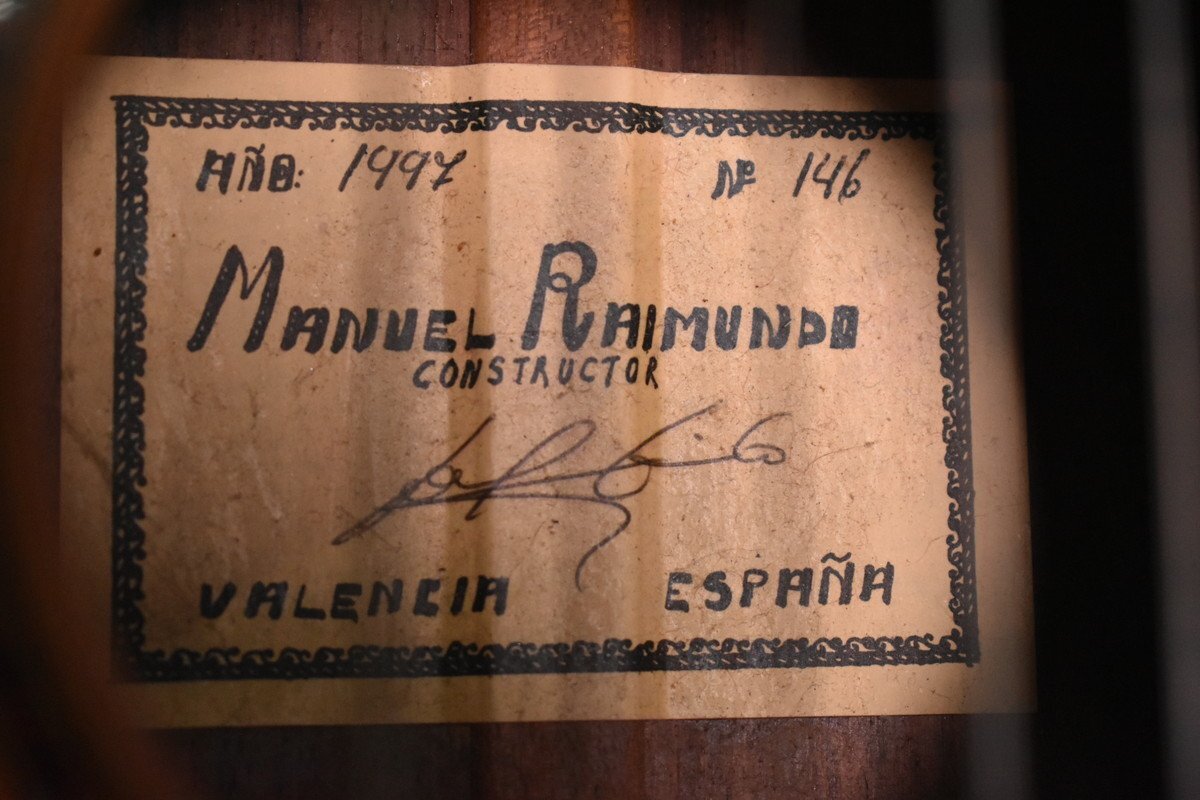 AÑO: 1997 Nº 146
MANUEL RAIMUNDO
CONSTRUCTOR
VALENCIA ESPAÑA